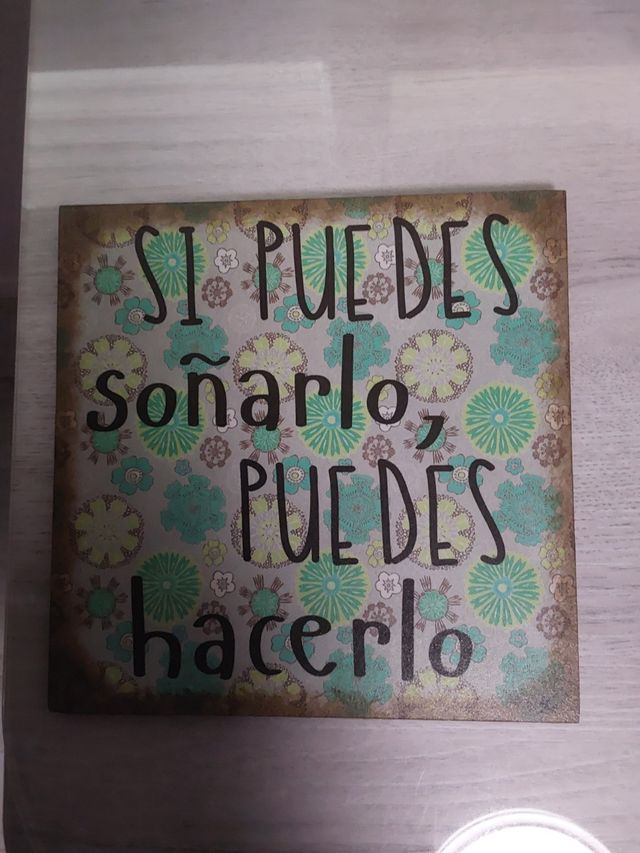 SI PUEDES
soñarlo,
PUEDES
hacerlo